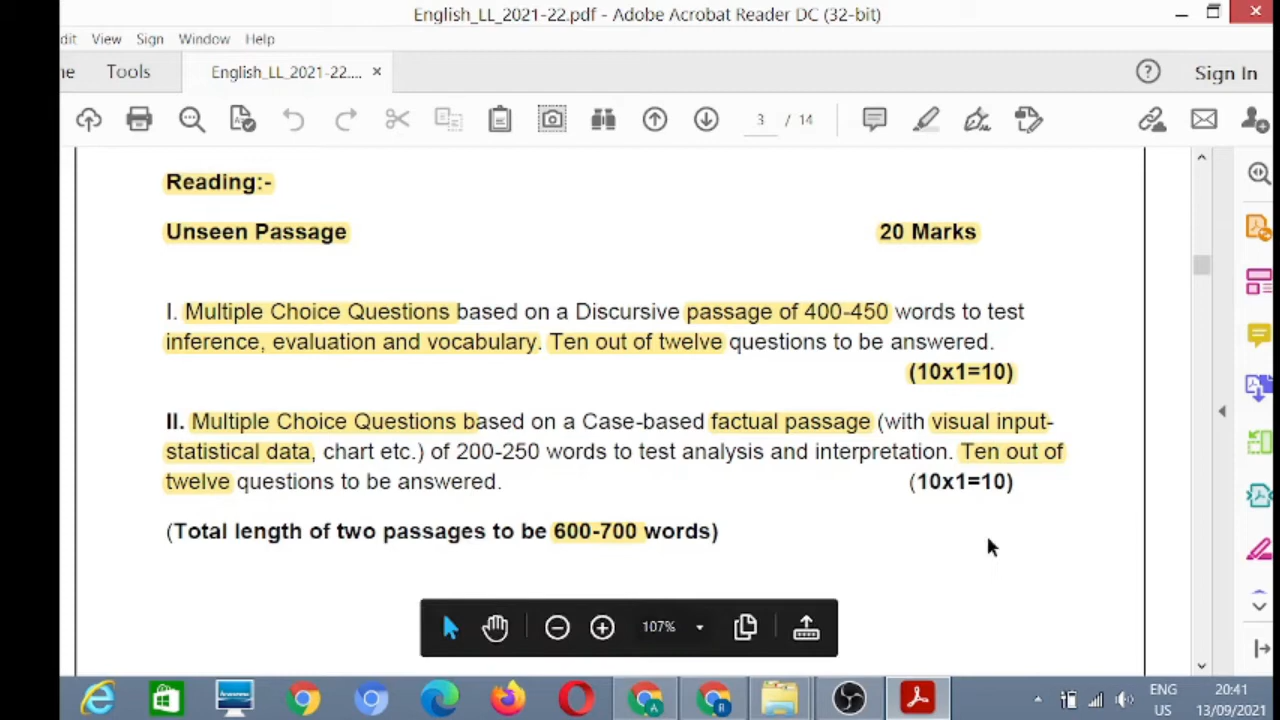 English_LL_2021-22.pdf - Adobe Acrobat Reader DC (32-bit)
dit View Sign Window Help
ne Tools English_LL_2021-22.... × Sign In
3 / 14
Reading:-
Unseen Passage 20 Marks
I. Multiple Choice Questions based on a Discursive passage of 400-450 words to test
inference, evaluation and vocabulary. Ten out of twelve questions to be answered.
(10x1=10)
II. Multiple Choice Questions based on a Case-based factual passage (with visual input-
statistical data, chart etc.) of 200-250 words to test analysis and interpretation. Ten out of
twelve questions to be answered. (10x1=10)
(Total length of two passages to be 600-700 words)
107%
ENG 20:41
US 13/09/2021